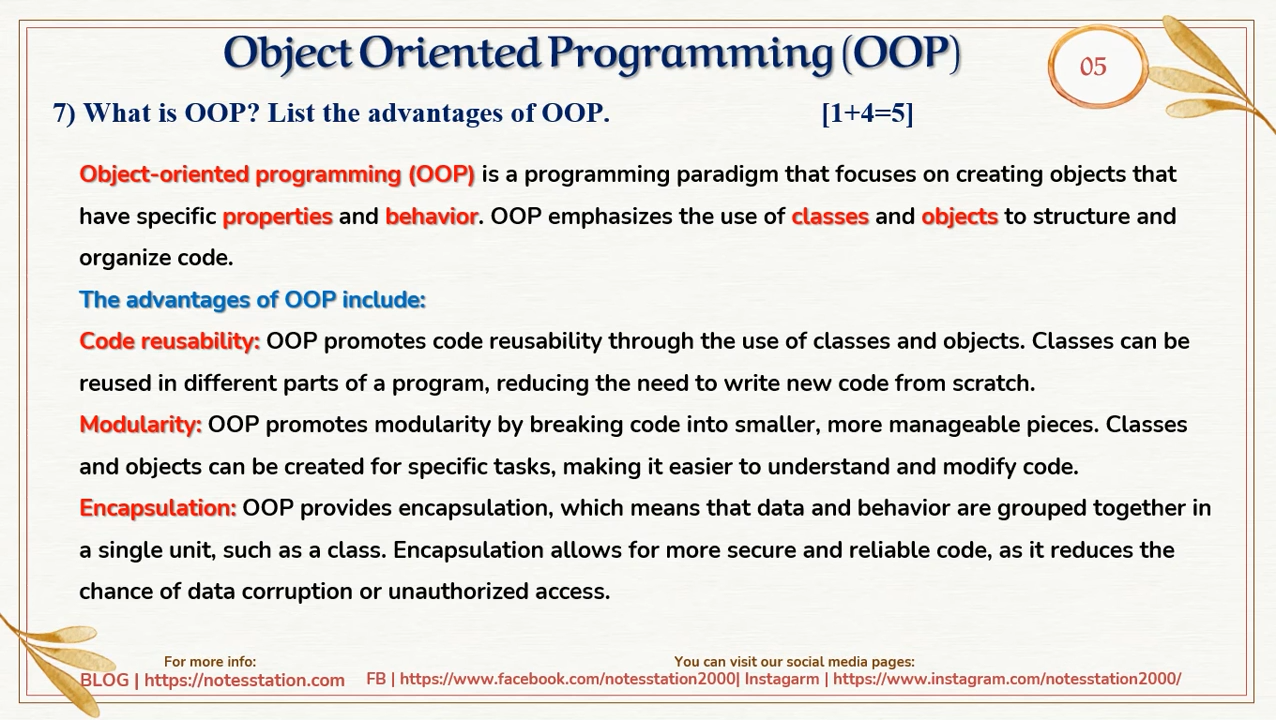 Object Oriented Programming (OOP)
05
7) What is OOP? List the advantages of OOP. [1+4=5]
Object-oriented programming (OOP) is a programming paradigm that focuses on creating objects that
have specific properties and behavior. OOP emphasizes the use of classes and objects to structure and
organize code.
The advantages of OOP include:
Code reusability: OOP promotes code reusability through the use of classes and objects. Classes can be
reused in different parts of a program, reducing the need to write new code from scratch.
Modularity: OOP promotes modularity by breaking code into smaller, more manageable pieces. Classes
and objects can be created for specific tasks, making it easier to understand and modify code.
Encapsulation: OOP provides encapsulation, which means that data and behavior are grouped together in
a single unit, such as a class. Encapsulation allows for more secure and reliable code, as it reduces the
chance of data corruption or unauthorized access.
For more info: You can visit our social media pages:
BLOG | https://notesstation.com FB | https://www.facebook.com/notesstation2000| Instagarm | https://www.instagram.com/notesstation2000/